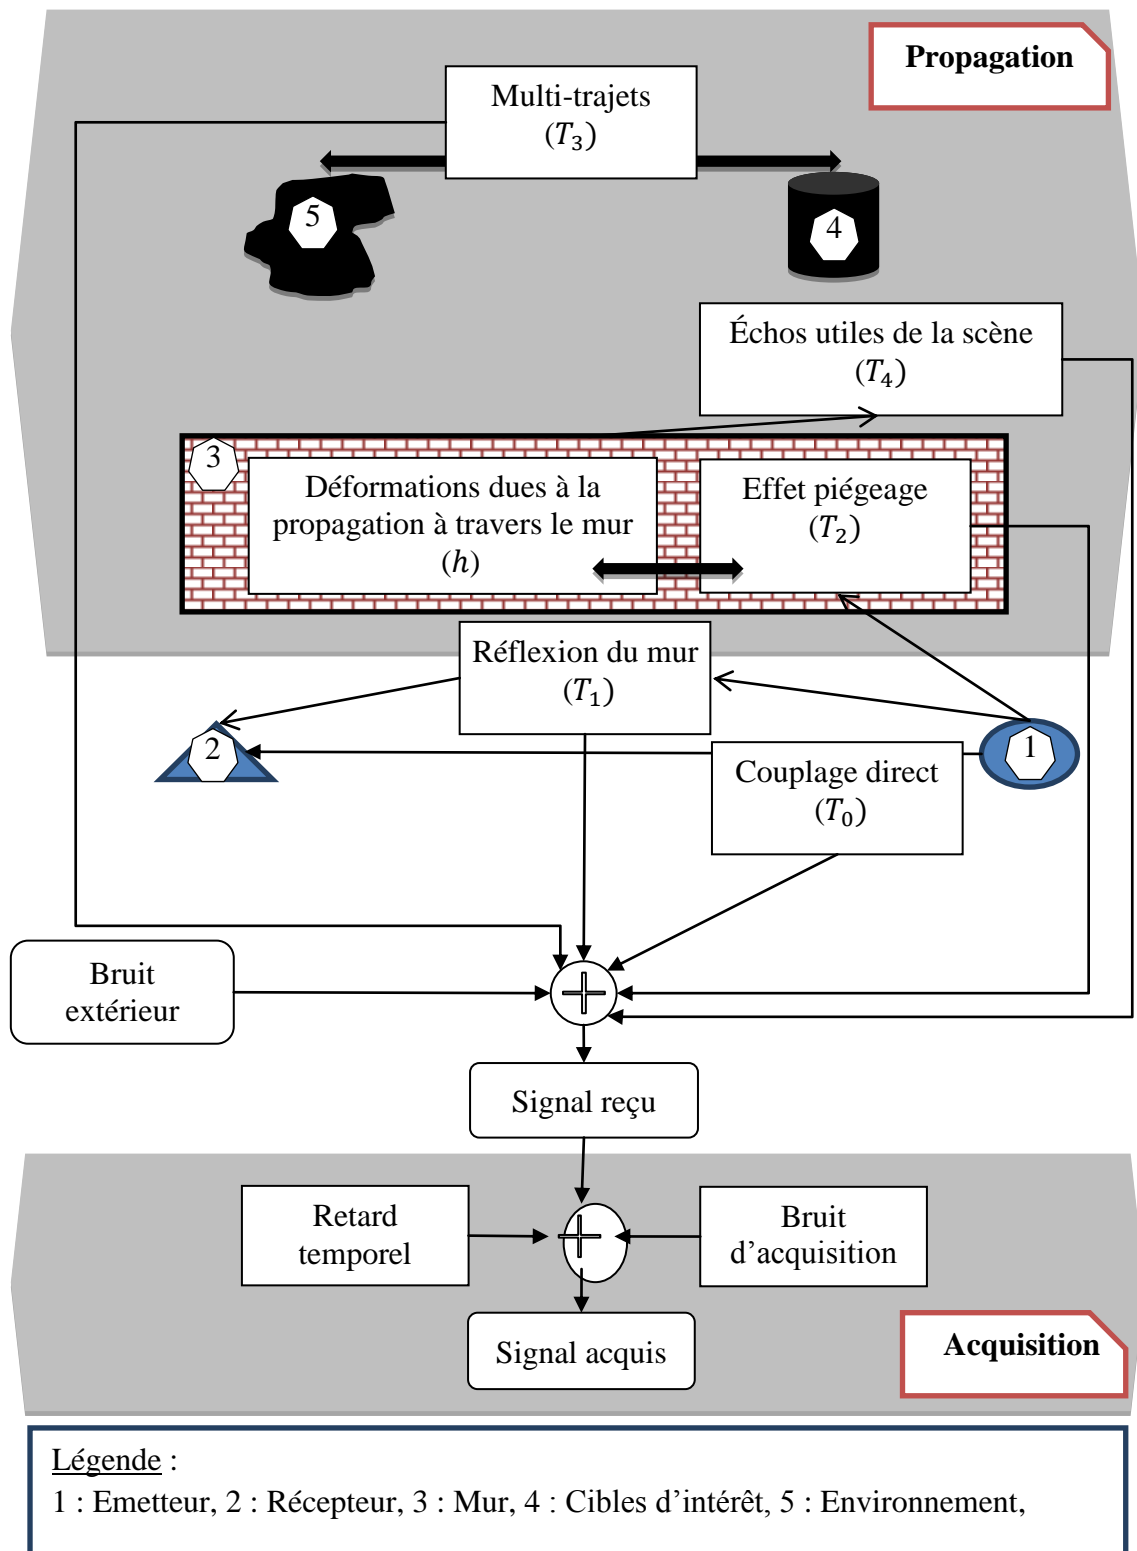 Propagation
Multi-trajets
(T₃)
5
4
Échos utiles de la scène
(T₄)
3
Déformations dues à la
propagation à travers le mur
(h)
Effet piégeage
(T₂)
Réflexion du mur
(T₁)
2
1
Couplage direct
(T₀)
Bruit
extérieur
Signal reçu
Retard
temporel
Bruit
d’acquisition
Signal acquis
Acquisition
Légende :
1 : Emetteur, 2 : Récepteur, 3 : Mur, 4 : Cibles d’intérêt, 5 : Environnement,